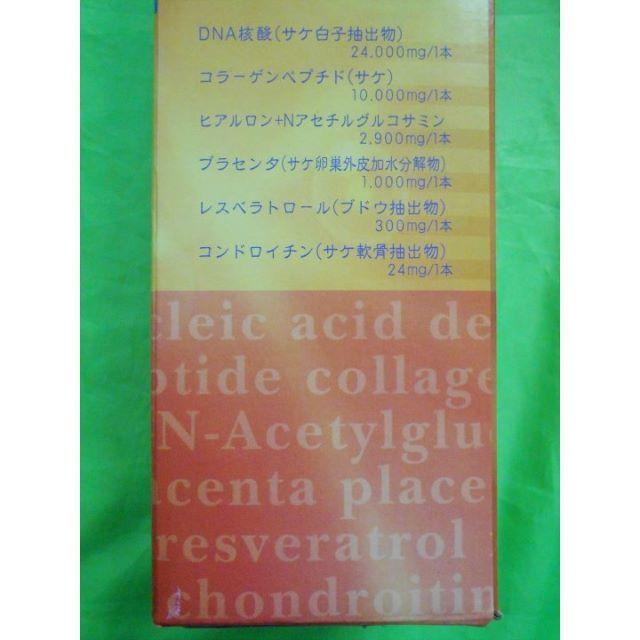 DNA核酸(サケ白子抽出物)
24.000mg/1本
コラーゲンペプチド(サケ)
10.000mg/1本
ヒアルロン+Nアセチルグルコサミン
2.900mg/1本
プラセンタ(サケ卵巣外皮加水分解物)
1.000mg/1本
レスベラトロール(ブドウ抽出物)
300mg/1本
コンドロイチン(サケ軟骨抽出物)
24mg/1本
cleic acid de
ptide collage
N-Acetylglu
acenta place
resveratrol
chondroitin